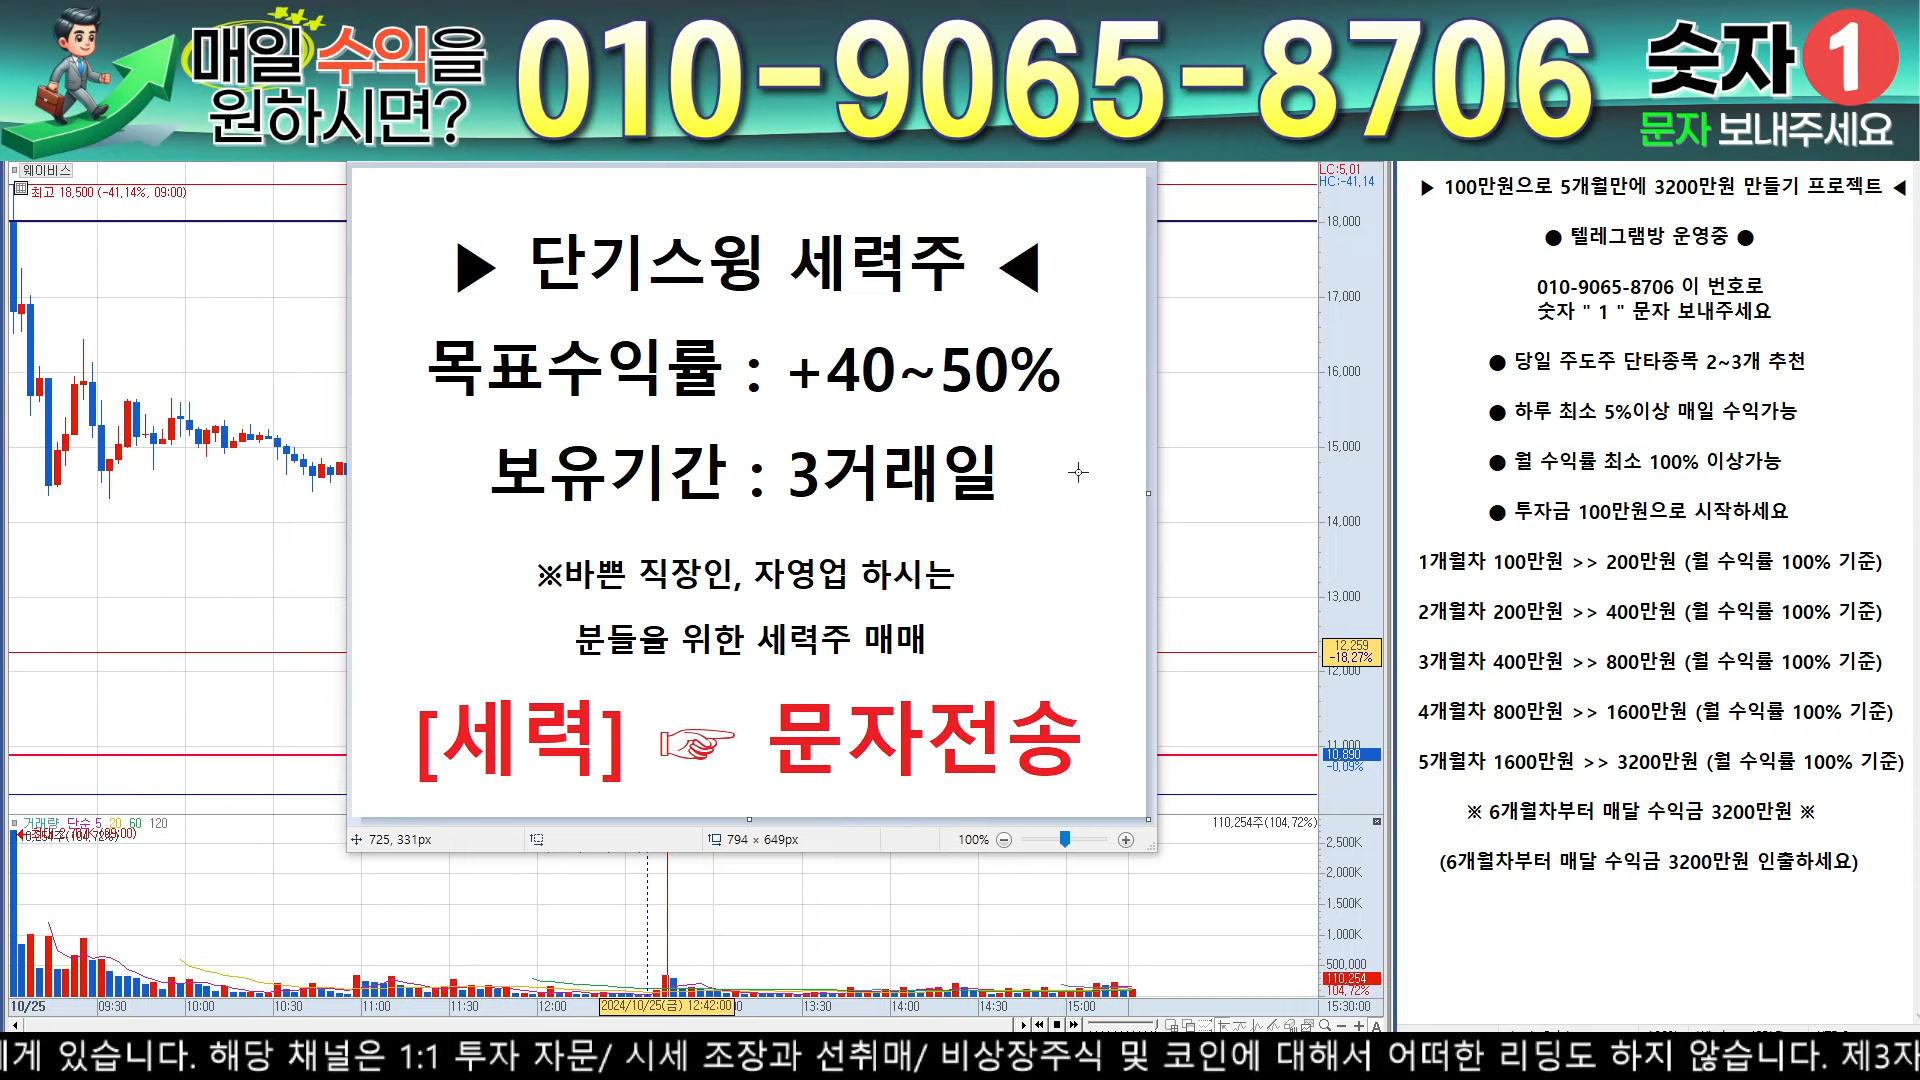 매일 수익을
원하시면?
010-9065-8706
숫자 1
문자 보내주세요
웨이비스
최고 18,500 (-41,14%, 09:00)
LC:5,01
HC:-41,14
18,000
17,000
16,000
15,000
14,000
13,000
12,259
-18,27%
12,000
11,000
10,890
-0,09%
▶ 단기스윙 세력주 ◀
목표수익률 : +40~50%
보유기간 : 3거래일
※바쁜 직장인, 자영업 하시는
분들을 위한 세력주 매매
[세력] ☞ 문자전송
725, 331px
794 × 649px
100%
거래량 단순 5 20 60 120
110,254주(104,72%)
2,500K
2,000K
1,500K
1,000K
500,000
110,254
104,72%
10/25
09:30
10:00
10:30
11:00
11:30
12:00
2024/10/25(금) 12:42:00
13:30
14:00
14:30
15:00
15:30:00
▶ 100만원으로 5개월만에 3200만원 만들기 프로젝트 ◀
● 텔레그램방 운영중 ●
010-9065-8706 이 번호로
숫자 " 1 " 문자 보내주세요
● 당일 주도주 단타종목 2~3개 추천
● 하루 최소 5%이상 매일 수익가능
● 월 수익률 최소 100% 이상가능
● 투자금 100만원으로 시작하세요
1개월차 100만원 >> 200만원 (월 수익률 100% 기준)
2개월차 200만원 >> 400만원 (월 수익률 100% 기준)
3개월차 400만원 >> 800만원 (월 수익률 100% 기준)
4개월차 800만원 >> 1600만원 (월 수익률 100% 기준)
5개월차 1600만원 >> 3200만원 (월 수익률 100% 기준)
※ 6개월차부터 매달 수익금 3200만원 ※
(6개월차부터 매달 수익금 3200만원 인출하세요)
있습니다. 해당 채널은 1:1 투자 자문/ 시세 조장과 선취매/ 비상장주식 및 코인에 대해서 어떠한 리딩도 하지 않습니다. 제3자